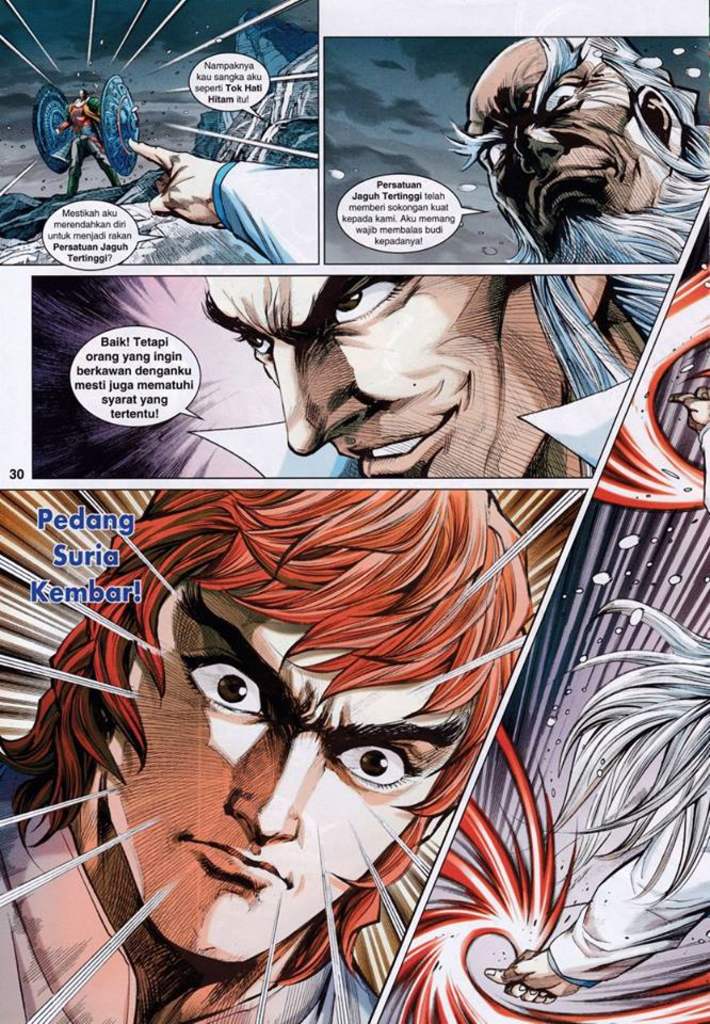 Nampaknya
kau sangka aku
seperti Tok Hati
Hitam itu!
Mestikah aku
merendahkan diri
untuk menjadi rakan
Persatuan Jaguh
Tertinggi?
Persatuan
Jaguh Tertinggi telah
memberi sokongan kuat
kepada kami. Aku memang
wajib membalas budi
kepadanya!
Baik! Tetapi
orang yang ingin
berkawan denganku
mesti juga mematuhi
syarat yang
tertentu!
30
Pedang
Suria
Kembar!